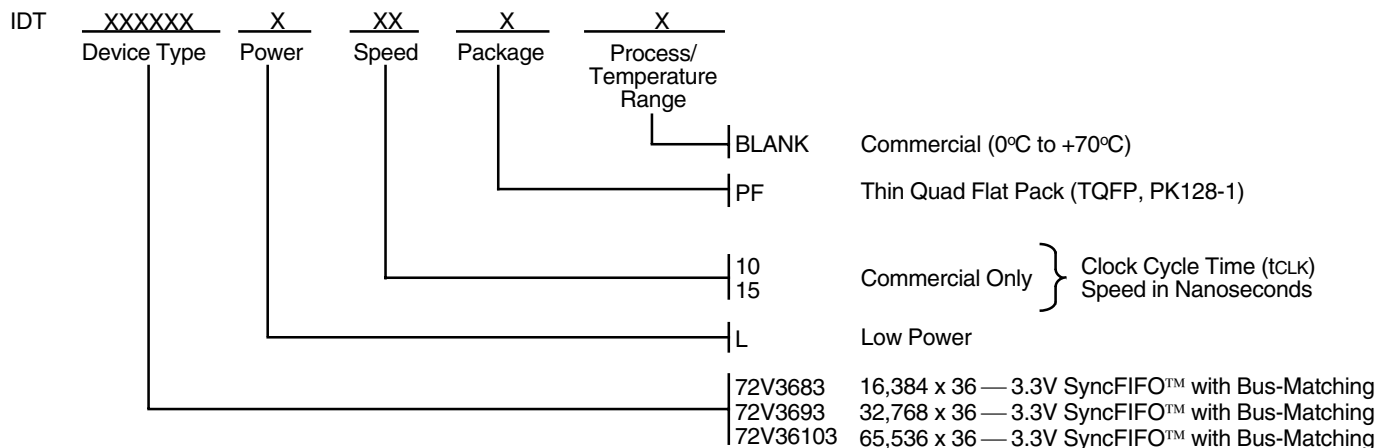 IDT XXXXXX X XX X X
Device Type Power Speed Package Process/
Temperature
Range
BLANK Commercial (0ºC to +70ºC)
PF Thin Quad Flat Pack (TQFP, PK128-1)
10
15
Commercial Only
Clock Cycle Time (tCLK)
Speed in Nanoseconds
L Low Power
72V3683 16,384 x 36 — 3.3V SyncFIFO™ with Bus-Matching
72V3693 32,768 x 36 — 3.3V SyncFIFO™ with Bus-Matching
72V36103 65,536 x 36 — 3.3V SyncFIFO™ with Bus-Matching